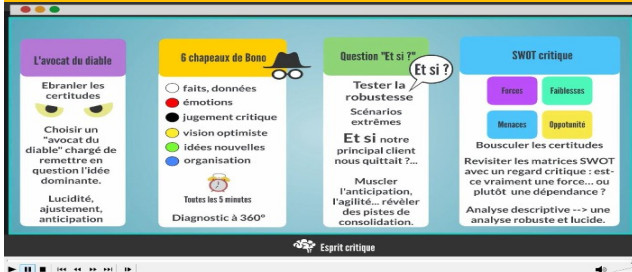 L'avocat du diable
Ebranler les
certitudes
Choisir un
"avocat du
diable" chargé de
remettre en
question l'idée
dominante.
Lucidité,
ajustement,
anticipation
6 chapeaux de Bono
faits, données
émotions
jugement critique
vision optimiste
idées nouvelles
organisation
Toutes les 5 minutes
Diagnostic à 360°
Question "Et si ?"
Et si ?
Tester la
robustesse
Scénarios
extrêmes
Et si notre
principal client
nous quittait ?...
Muscler
l'anticipation,
l'agilité... révéler
des pistes de
consolidation.
SWOT critique
Forces
Faiblesses
Menaces
Oppotunité
Bousculer les certitudes
Revisiter les matrices SWOT
avec un regard critique : est-
ce vraiment une force... ou
plutôt une dépendance ?
Analyse descriptive --> une
analyse robuste et lucide.
Esprit critique